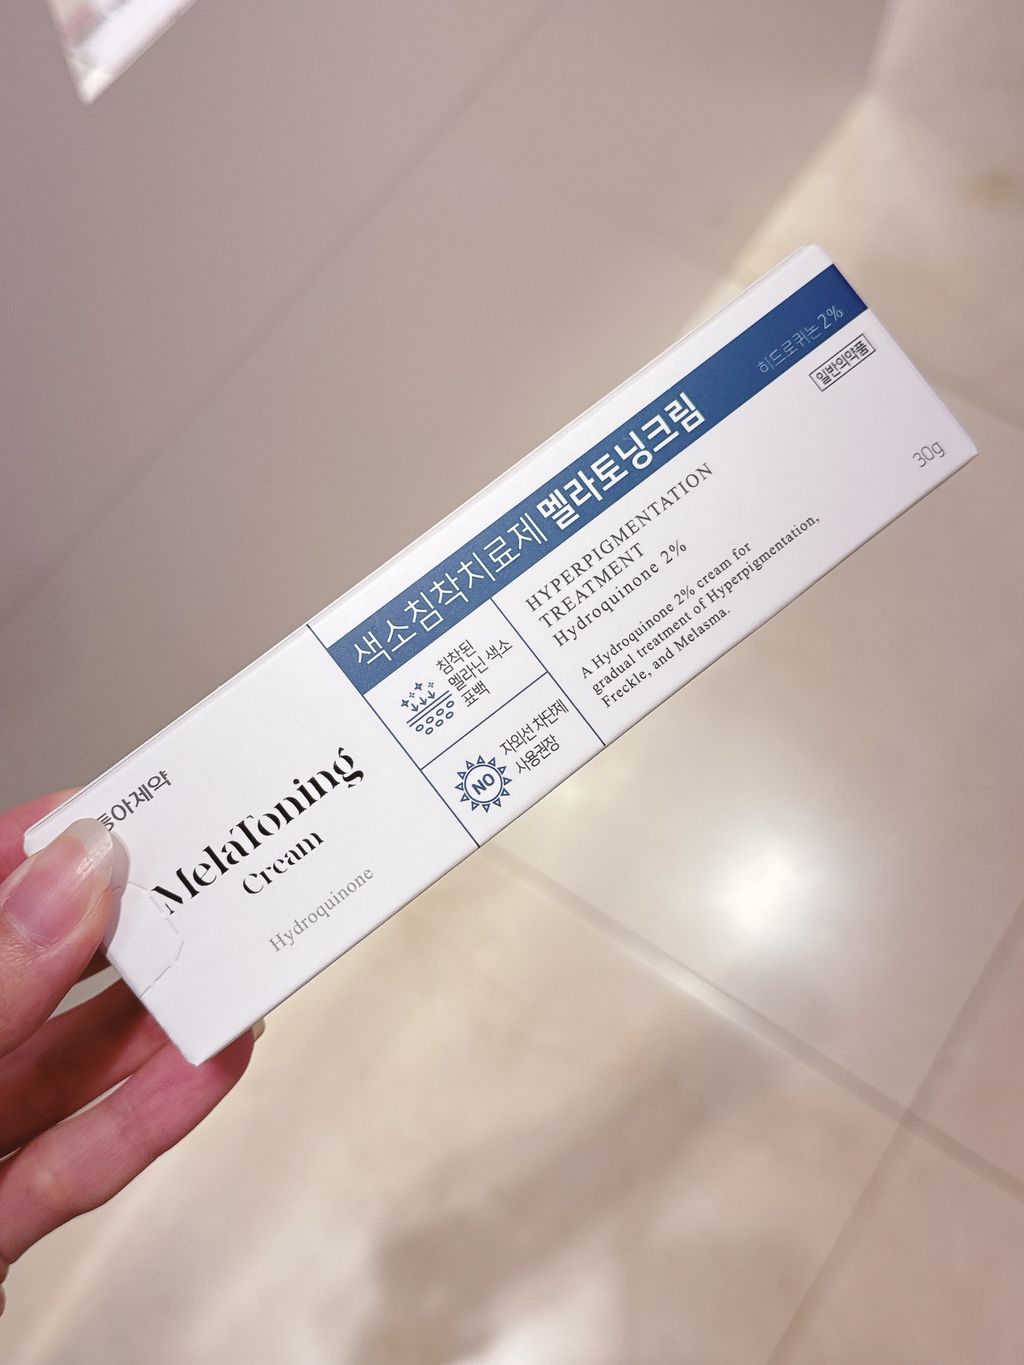 동아제약
MelaToning
Cream
Hydroquinone
색소침착치료제 멜라토닝크림
히드로퀴논 2%
일반의약품
침착된
멜라닌 색소
표백
NO
자외선 차단제
사용권장
HYPERPIGMENTATION
TREATMENT
Hydroquinone 2%
A Hydroquinone 2% cream for
gradual treatment of Hyperpigmentation,
Freckle, and Melasma.
30g